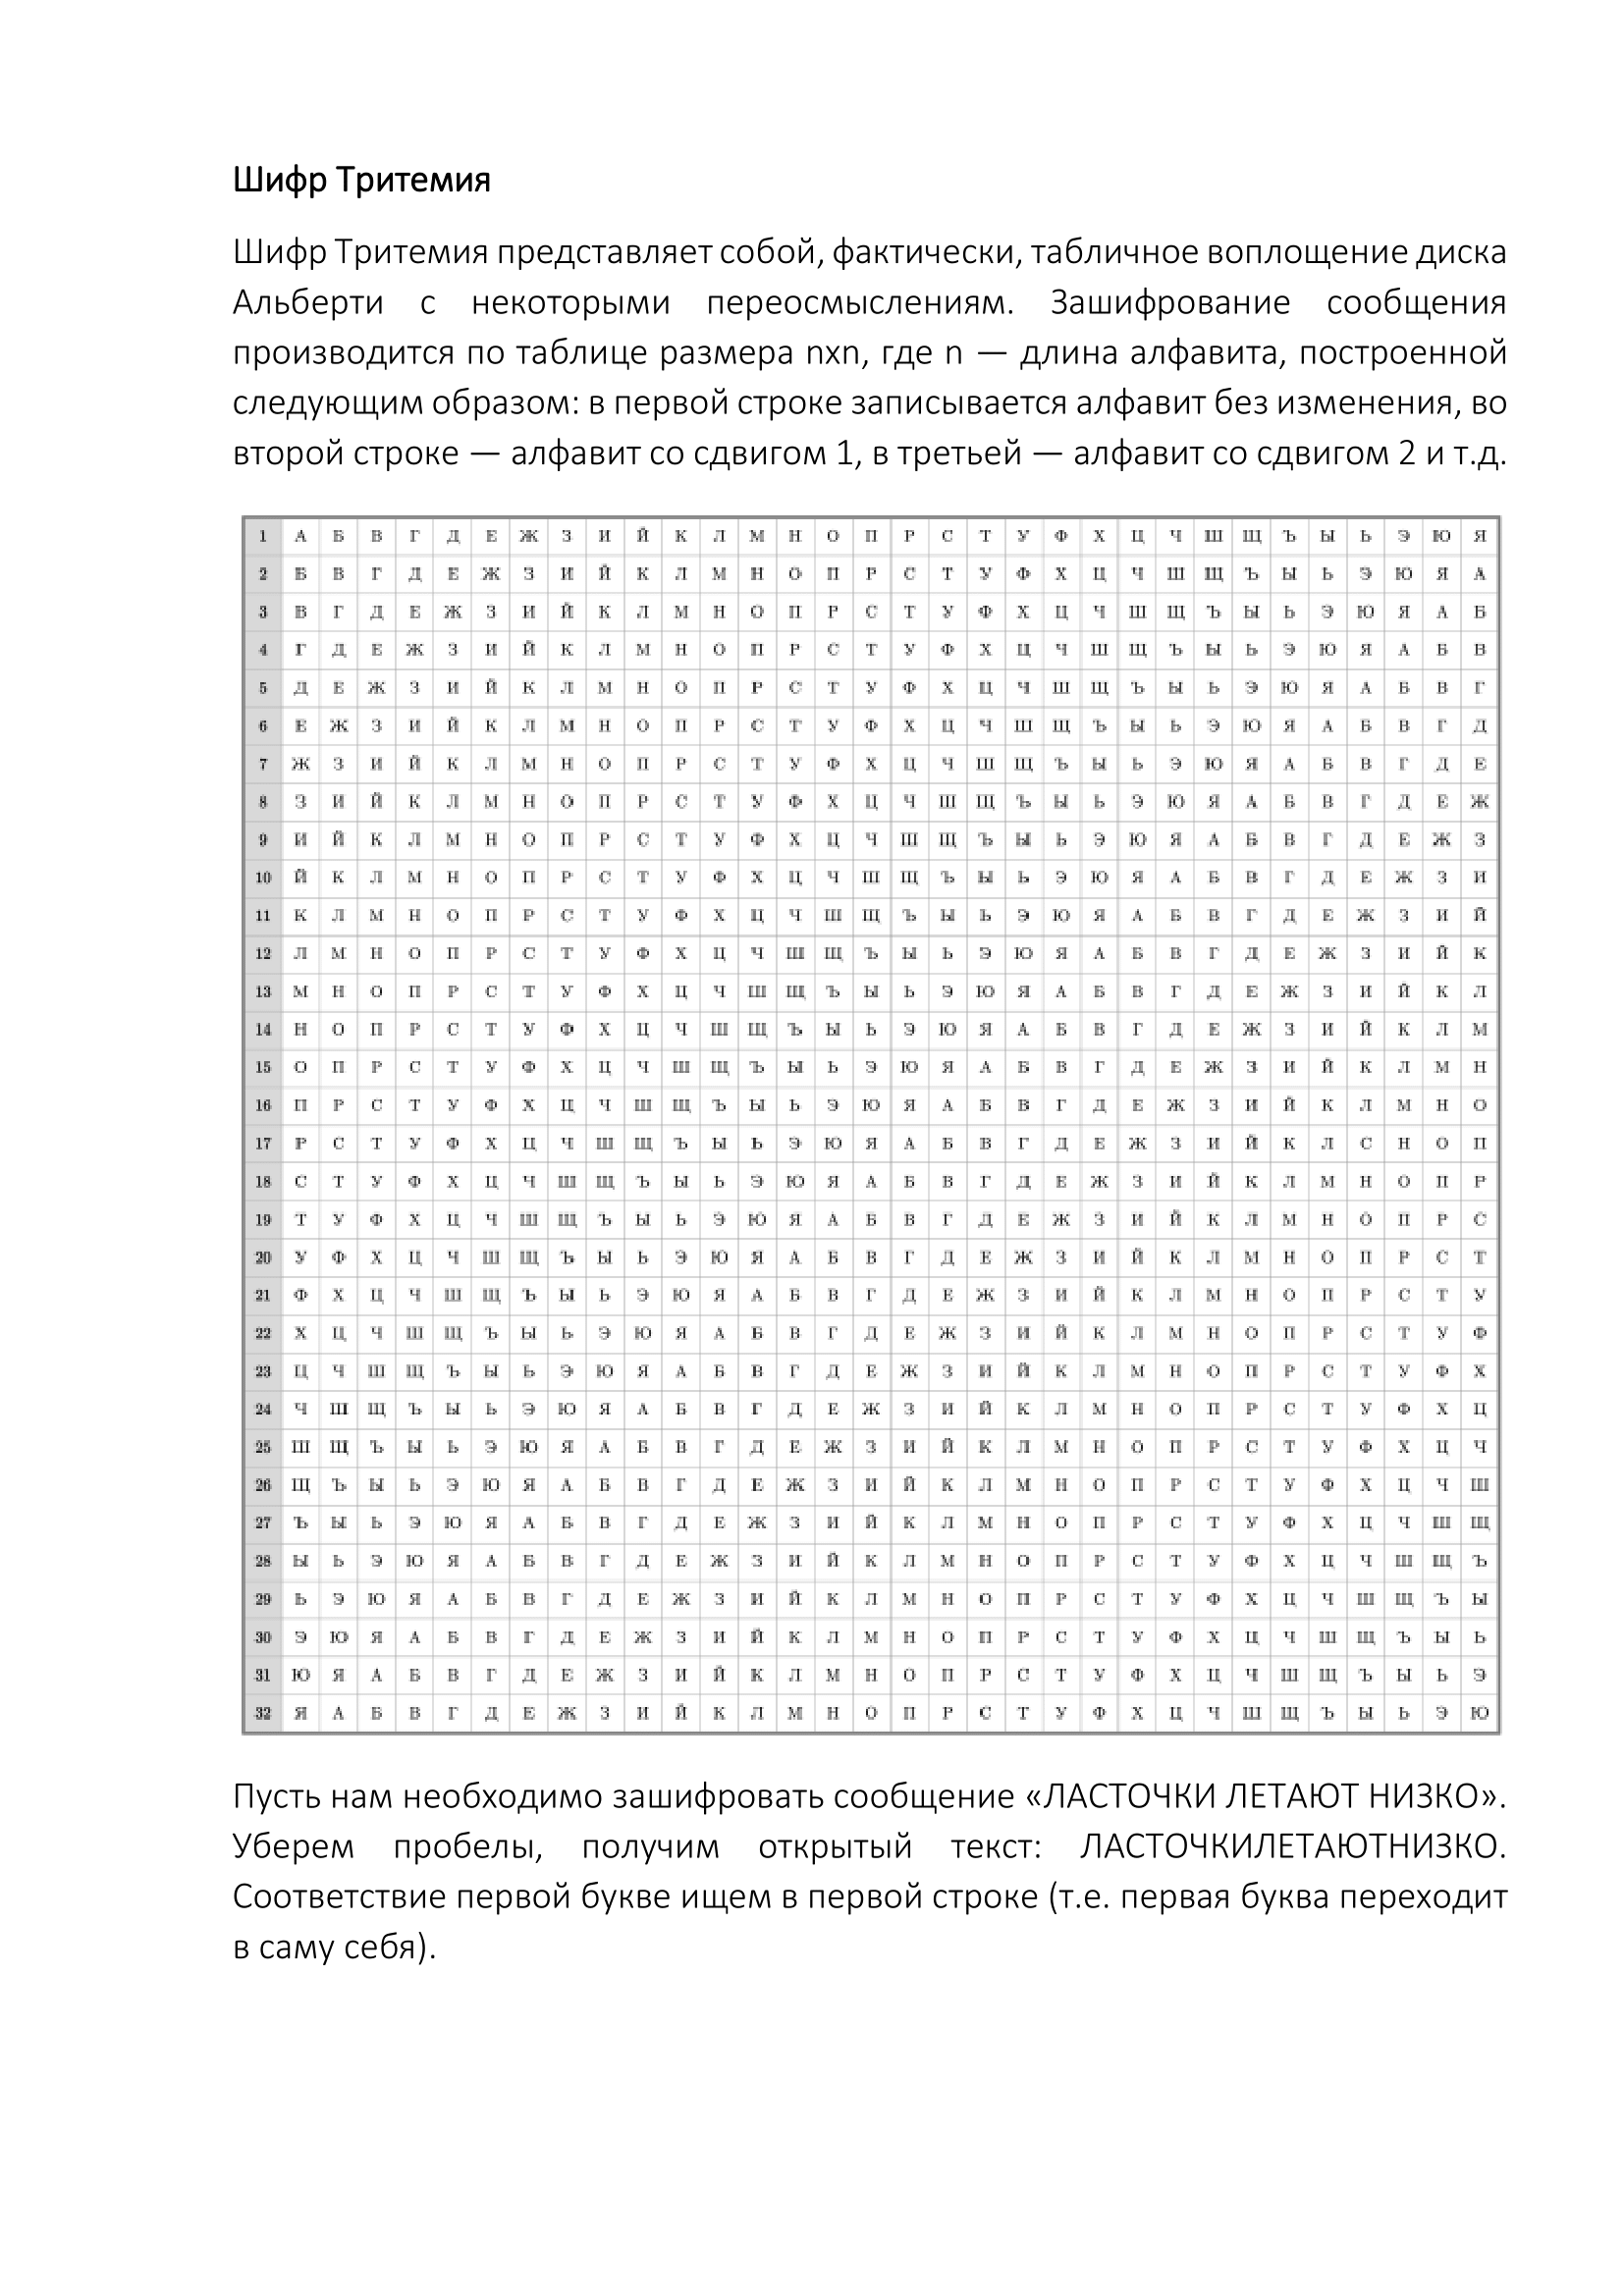 Шифр Тритемия
Шифр Тритемия представляет собой, фактически, табличное воплощение диска
Альберти с некоторыми переосмыслениям. Зашифрование сообщения
производится по таблице размера nxn, где n — длина алфавита, построенной
следующим образом: в первой строке записывается алфавит без изменения, во
второй строке — алфавит со сдвигом 1, в третьей — алфавит со сдвигом 2 и т.д.
1 А Б В Г Д Е Ж З И Й К Л М Н О П Р С Т У Ф Х Ц Ч Ш Щ Ъ Ы Ь Э Ю Я
2 Б В Г Д Е Ж З И Й К Л М Н О П Р С Т У Ф Х Ц Ч Ш Щ Ъ Ы Ь Э Ю Я А
3 В Г Д Е Ж З И Й К Л М Н О П Р С Т У Ф Х Ц Ч Ш Щ Ъ Ы Ь Э Ю Я А Б
4 Г Д Е Ж З И Й К Л М Н О П Р С Т У Ф Х Ц Ч Ш Щ Ъ Ы Ь Э Ю Я А Б В
5 Д Е Ж З И Й К Л М Н О П Р С Т У Ф Х Ц Ч Ш Щ Ъ Ы Ь Э Ю Я А Б В Г
6 Е Ж З И Й К Л М Н О П Р С Т У Ф Х Ц Ч Ш Щ Ъ Ы Ь Э Ю Я А Б В Г Д
7 Ж З И Й К Л М Н О П Р С Т У Ф Х Ц Ч Ш Щ Ъ Ы Ь Э Ю Я А Б В Г Д Е
8 З И Й К Л М Н О П Р С Т У Ф Х Ц Ч Ш Щ Ъ Ы Ь Э Ю Я А Б В Г Д Е Ж
9 И Й К Л М Н О П Р С Т У Ф Х Ц Ч Ш Щ Ъ Ы Ь Э Ю Я А Б В Г Д Е Ж З
10 Й К Л М Н О П Р С Т У Ф Х Ц Ч Ш Щ Ъ Ы Ь Э Ю Я А Б В Г Д Е Ж З И
11 К Л М Н О П Р С Т У Ф Х Ц Ч Ш Щ Ъ Ы Ь Э Ю Я А Б В Г Д Е Ж З И Й
12 Л М Н О П Р С Т У Ф Х Ц Ч Ш Щ Ъ Ы Ь Э Ю Я А Б В Г Д Е Ж З И Й К
13 М Н О П Р С Т У Ф Х Ц Ч Ш Щ Ъ Ы Ь Э Ю Я А Б В Г Д Е Ж З И Й К Л
14 Н О П Р С Т У Ф Х Ц Ч Ш Щ Ъ Ы Ь Э Ю Я А Б В Г Д Е Ж З И Й К Л М
15 О П Р С Т У Ф Х Ц Ч Ш Щ Ъ Ы Ь Э Ю Я А Б В Г Д Е Ж З И Й К Л М Н
16 П Р С Т У Ф Х Ц Ч Ш Щ Ъ Ы Ь Э Ю Я А Б В Г Д Е Ж З И Й К Л М Н О
17 Р С Т У Ф Х Ц Ч Ш Щ Ъ Ы Ь Э Ю Я А Б В Г Д Е Ж З И Й К Л С Н О П
18 С Т У Ф Х Ц Ч Ш Щ Ъ Ы Ь Э Ю Я А Б В Г Д Е Ж З И Й К Л М Н О П Р
19 Т У Ф Х Ц Ч Ш Щ Ъ Ы Ь Э Ю Я А Б В Г Д Е Ж З И Й К Л М Н О П Р С
20 У Ф Х Ц Ч Ш Щ Ъ Ы Ь Э Ю Я А Б В Г Д Е Ж З И Й К Л М Н О П Р С Т
21 Ф Х Ц Ч Ш Щ Ъ Ы Ь Э Ю Я А Б В Г Д Е Ж З И Й К Л М Н О П Р С Т У
22 Х Ц Ч Ш Щ Ъ Ы Ь Э Ю Я А Б В Г Д Е Ж З И Й К Л М Н О П Р С Т У Ф
23 Ц Ч Ш Щ Ъ Ы Ь Э Ю Я А Б В Г Д Е Ж З И Й К Л М Н О П Р С Т У Ф Х
24 Ч Ш Щ Ъ Ы Ь Э Ю Я А Б В Г Д Е Ж З И Й К Л М Н О П Р С Т У Ф Х Ц
25 Ш Щ Ъ Ы Ь Э Ю Я А Б В Г Д Е Ж З И Й К Л М Н О П Р С Т У Ф Х Ц Ч
26 Щ Ъ Ы Ь Э Ю Я А Б В Г Д Е Ж З И Й К Л М Н О П Р С Т У Ф Х Ц Ч Ш
27 Ъ Ы Ь Э Ю Я А Б В Г Д Е Ж З И Й К Л М Н О П Р С Т У Ф Х Ц Ч Ш Щ
28 Ы Ь Э Ю Я А Б В Г Д Е Ж З И Й К Л М Н О П Р С Т У Ф Х Ц Ч Ш Щ Ъ
29 Ь Э Ю Я А Б В Г Д Е Ж З И Й К Л М Н О П Р С Т У Ф Х Ц Ч Ш Щ Ъ Ы
30 Э Ю Я А Б В Г Д Е Ж З И Й К Л М Н О П Р С Т У Ф Х Ц Ч Ш Щ Ъ Ы Ь
31 Ю Я А Б В Г Д Е Ж З И Й К Л М Н О П Р С Т У Ф Х Ц Ч Ш Щ Ъ Ы Ь Э
32 Я А Б В Г Д Е Ж З И Й К Л М Н О П Р С Т У Ф Х Ц Ч Ш Щ Ъ Ы Ь Э Ю
Пусть нам необходимо зашифровать сообщение «ЛАСТОЧКИ ЛЕТАЮТ НИЗКО».
Уберем пробелы, получим открытый текст: ЛАСТОЧКИЛЕТАЮТНИЗКО.
Соответствие первой букве ищем в первой строке (т.е. первая буква переходит
в саму себя).